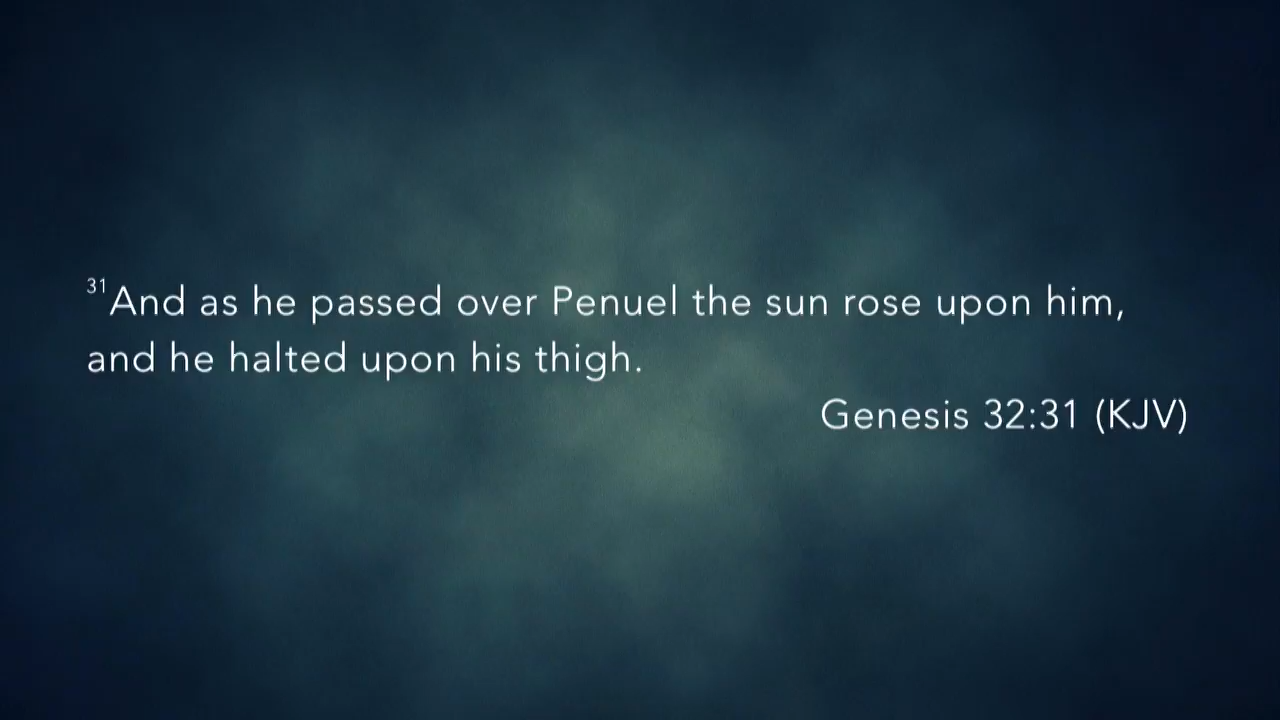 31And as he passed over Penuel the sun rose upon him,
and he halted upon his thigh.
Genesis 32:31 (KJV)